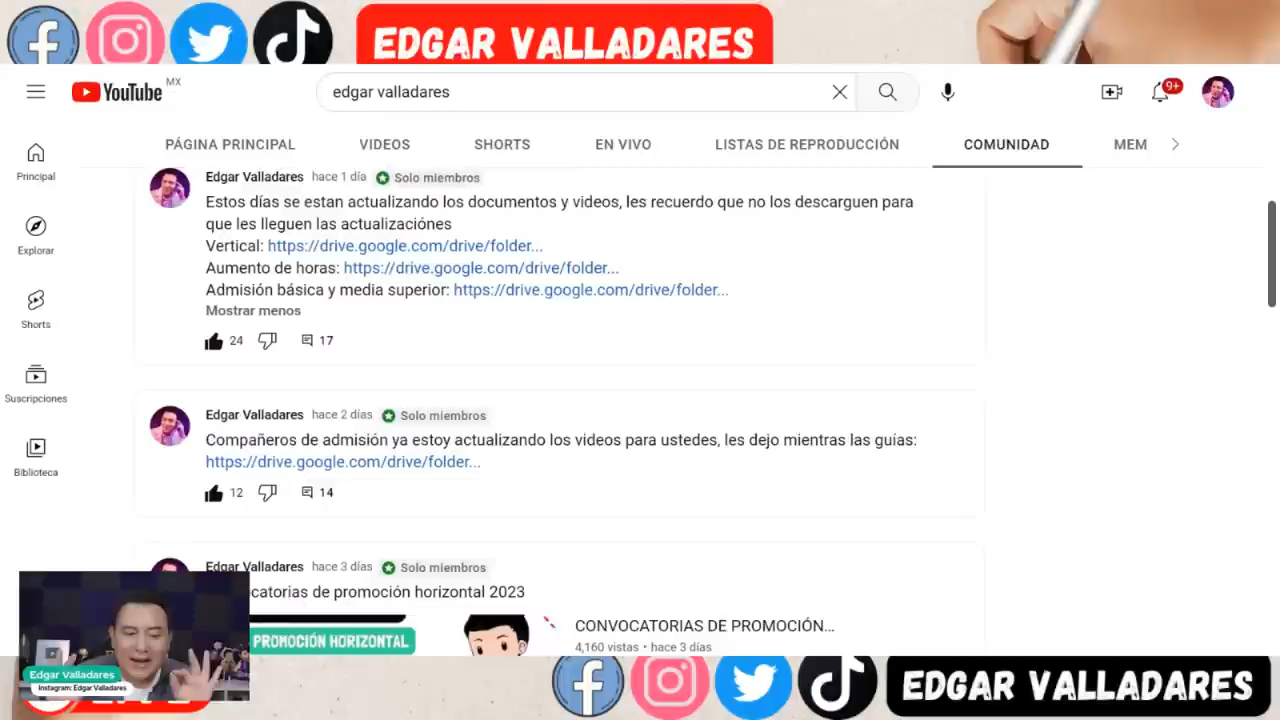 EDGAR VALLADARES
YouTube MX
edgar valladares
9+
PÁGINA PRINCIPAL VIDEOS SHORTS EN VIVO LISTAS DE REPRODUCCIÓN COMUNIDAD MEM
Principal
Explorar
Shorts
Suscripciones
Biblioteca
Edgar Valladares hace 1 día Solo miembros
Estos días se estan actualizando los documentos y videos, les recuerdo que no los descarguen para
que les lleguen las actualizaciónes
Vertical: https://drive.google.com/drive/folder...
Aumento de horas: https://drive.google.com/drive/folder...
Admisión básica y media superior: https://drive.google.com/drive/folder...
Mostrar menos
24 17
Edgar Valladares hace 2 días Solo miembros
Compañeros de admisión ya estoy actualizando los videos para ustedes, les dejo mientras las guías:
https://drive.google.com/drive/folder...
12 14
Edgar Valladares hace 3 días Solo miembros
ocatorias de promoción horizontal 2023
PROMOCIÓN HORIZONTAL
CONVOCATORIAS DE PROMOCIÓN...
4,160 vistas • hace 3 días
Edgar Valladares
Instagram: Edgar Valladares
EDGAR VALLADARES